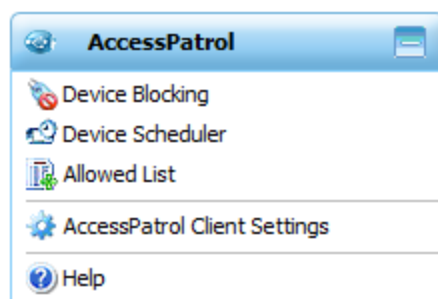 AccessPatrol
Device Blocking
Device Scheduler
Allowed List
AccessPatrol Client Settings
Help